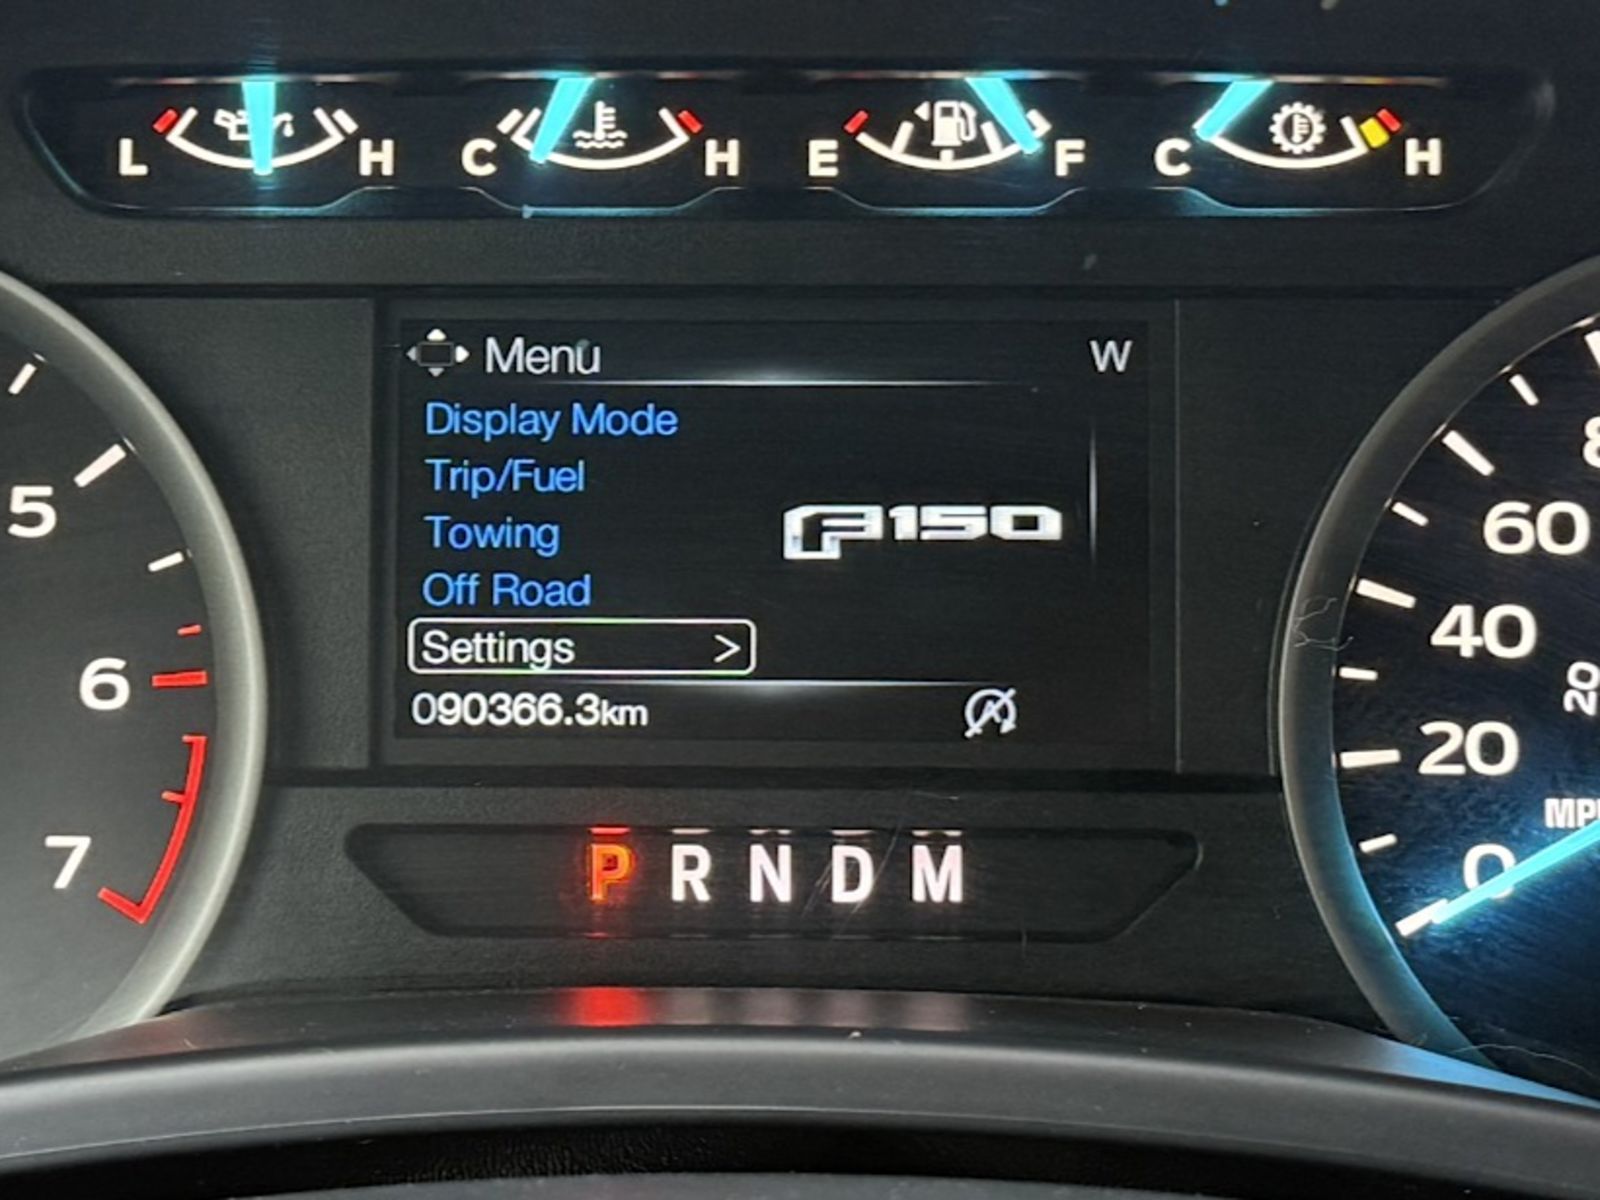 L H C H E F C H
Menu W
Display Mode
Trip/Fuel
Towing
F150
Off Road
Settings >
090366.3km
P R N D M
5
6
7
60
40
20
20
0